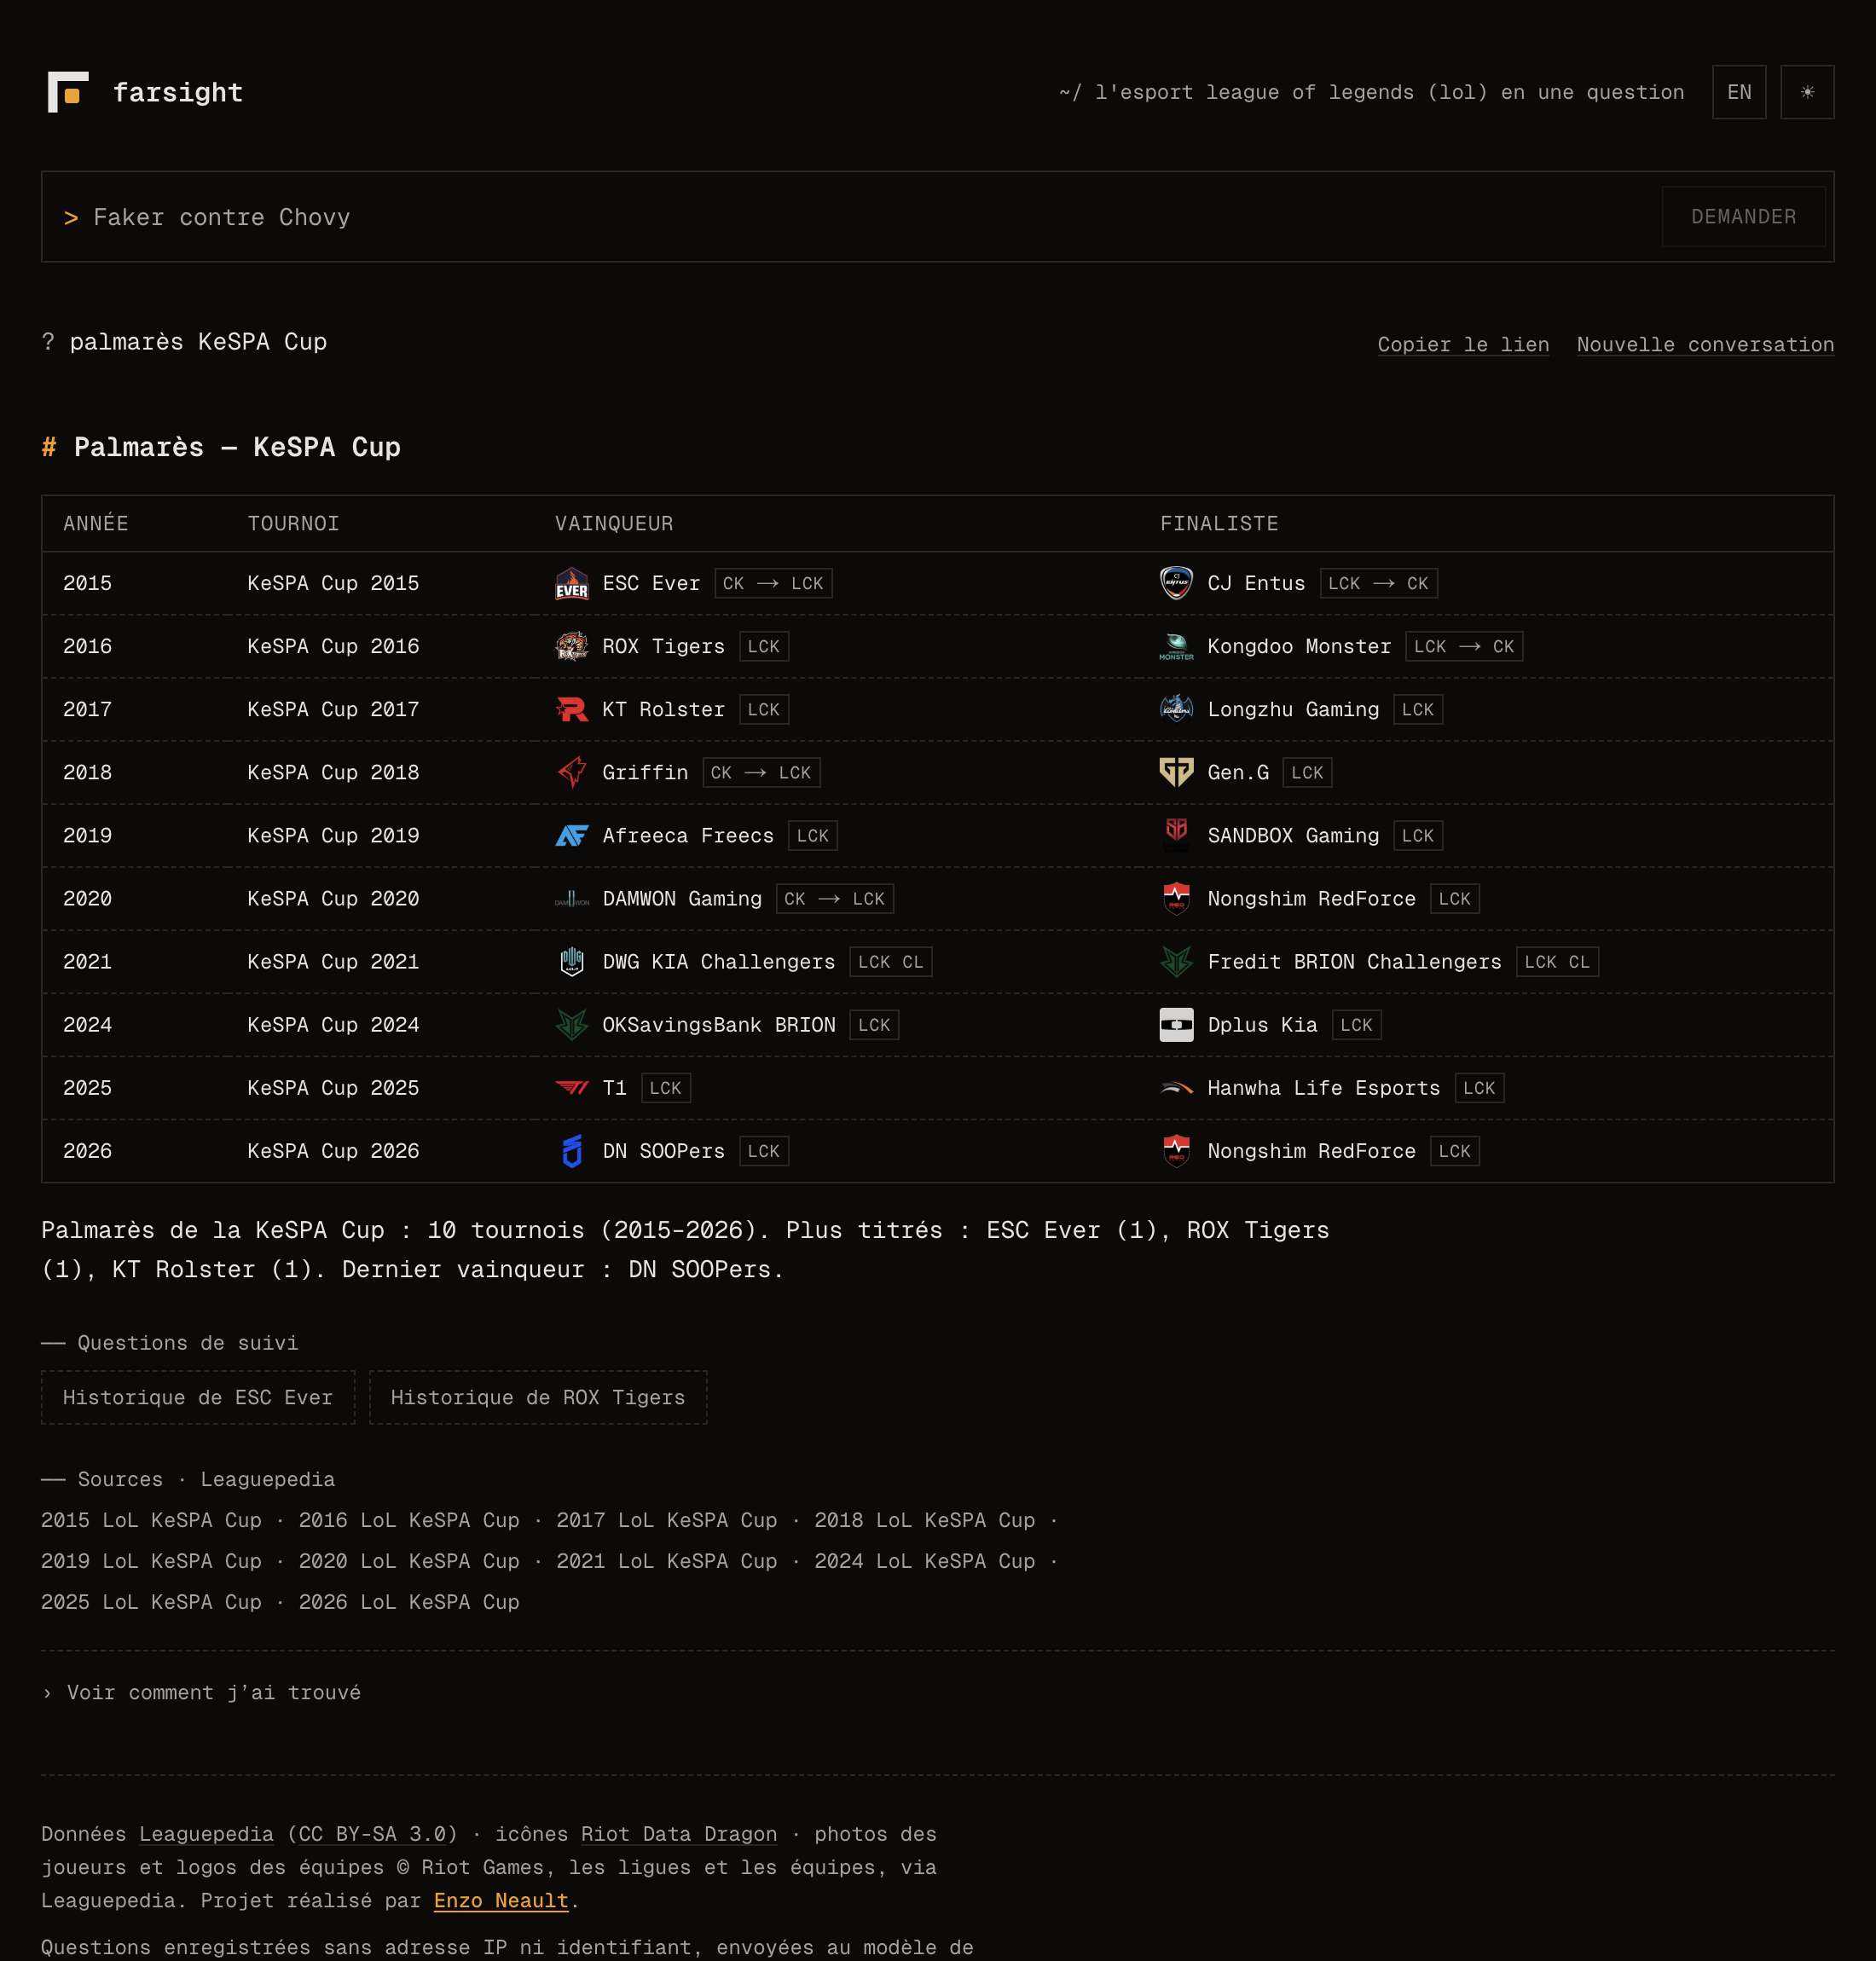 farsight
~/ l'esport league of legends (lol) en une question
EN
> Faker contre Chovy
DEMANDER
? palmarès KeSPA Cup
Copier le lien
Nouvelle conversation
# Palmarès — KeSPA Cup
ANNÉE TOURNOI VAINQUEUR FINALISTE
2015 KeSPA Cup 2015 ESC Ever CK → LCK CJ Entus LCK → CK
2016 KeSPA Cup 2016 ROX Tigers LCK Kongdoo Monster LCK → CK
2017 KeSPA Cup 2017 KT Rolster LCK Longzhu Gaming LCK
2018 KeSPA Cup 2018 Griffin CK → LCK Gen.G LCK
2019 KeSPA Cup 2019 Afreeca Freecs LCK SANDBOX Gaming LCK
2020 KeSPA Cup 2020 DAMWON Gaming CK → LCK Nongshim RedForce LCK
2021 KeSPA Cup 2021 DWG KIA Challengers LCK CL Fredit BRION Challengers LCK CL
2024 KeSPA Cup 2024 OKSavingsBank BRION LCK Dplus Kia LCK
2025 KeSPA Cup 2025 T1 LCK Hanwha Life Esports LCK
2026 KeSPA Cup 2026 DN SOOPers LCK Nongshim RedForce LCK
Palmarès de la KeSPA Cup : 10 tournois (2015–2026). Plus titrés : ESC Ever (1), ROX Tigers
(1), KT Rolster (1). Dernier vainqueur : DN SOOPers.
— Questions de suivi
Historique de ESC Ever
Historique de ROX Tigers
— Sources · Leaguepedia
2015 LoL KeSPA Cup · 2016 LoL KeSPA Cup · 2017 LoL KeSPA Cup · 2018 LoL KeSPA Cup ·
2019 LoL KeSPA Cup · 2020 LoL KeSPA Cup · 2021 LoL KeSPA Cup · 2024 LoL KeSPA Cup ·
2025 LoL KeSPA Cup · 2026 LoL KeSPA Cup
› Voir comment j’ai trouvé
Données Leaguepedia (CC BY-SA 3.0) · icônes Riot Data Dragon · photos des
joueurs et logos des équipes © Riot Games, les ligues et les équipes, via
Leaguepedia. Projet réalisé par Enzo Neault.
Questions enregistrées sans adresse IP ni identifiant, envoyées au modèle de